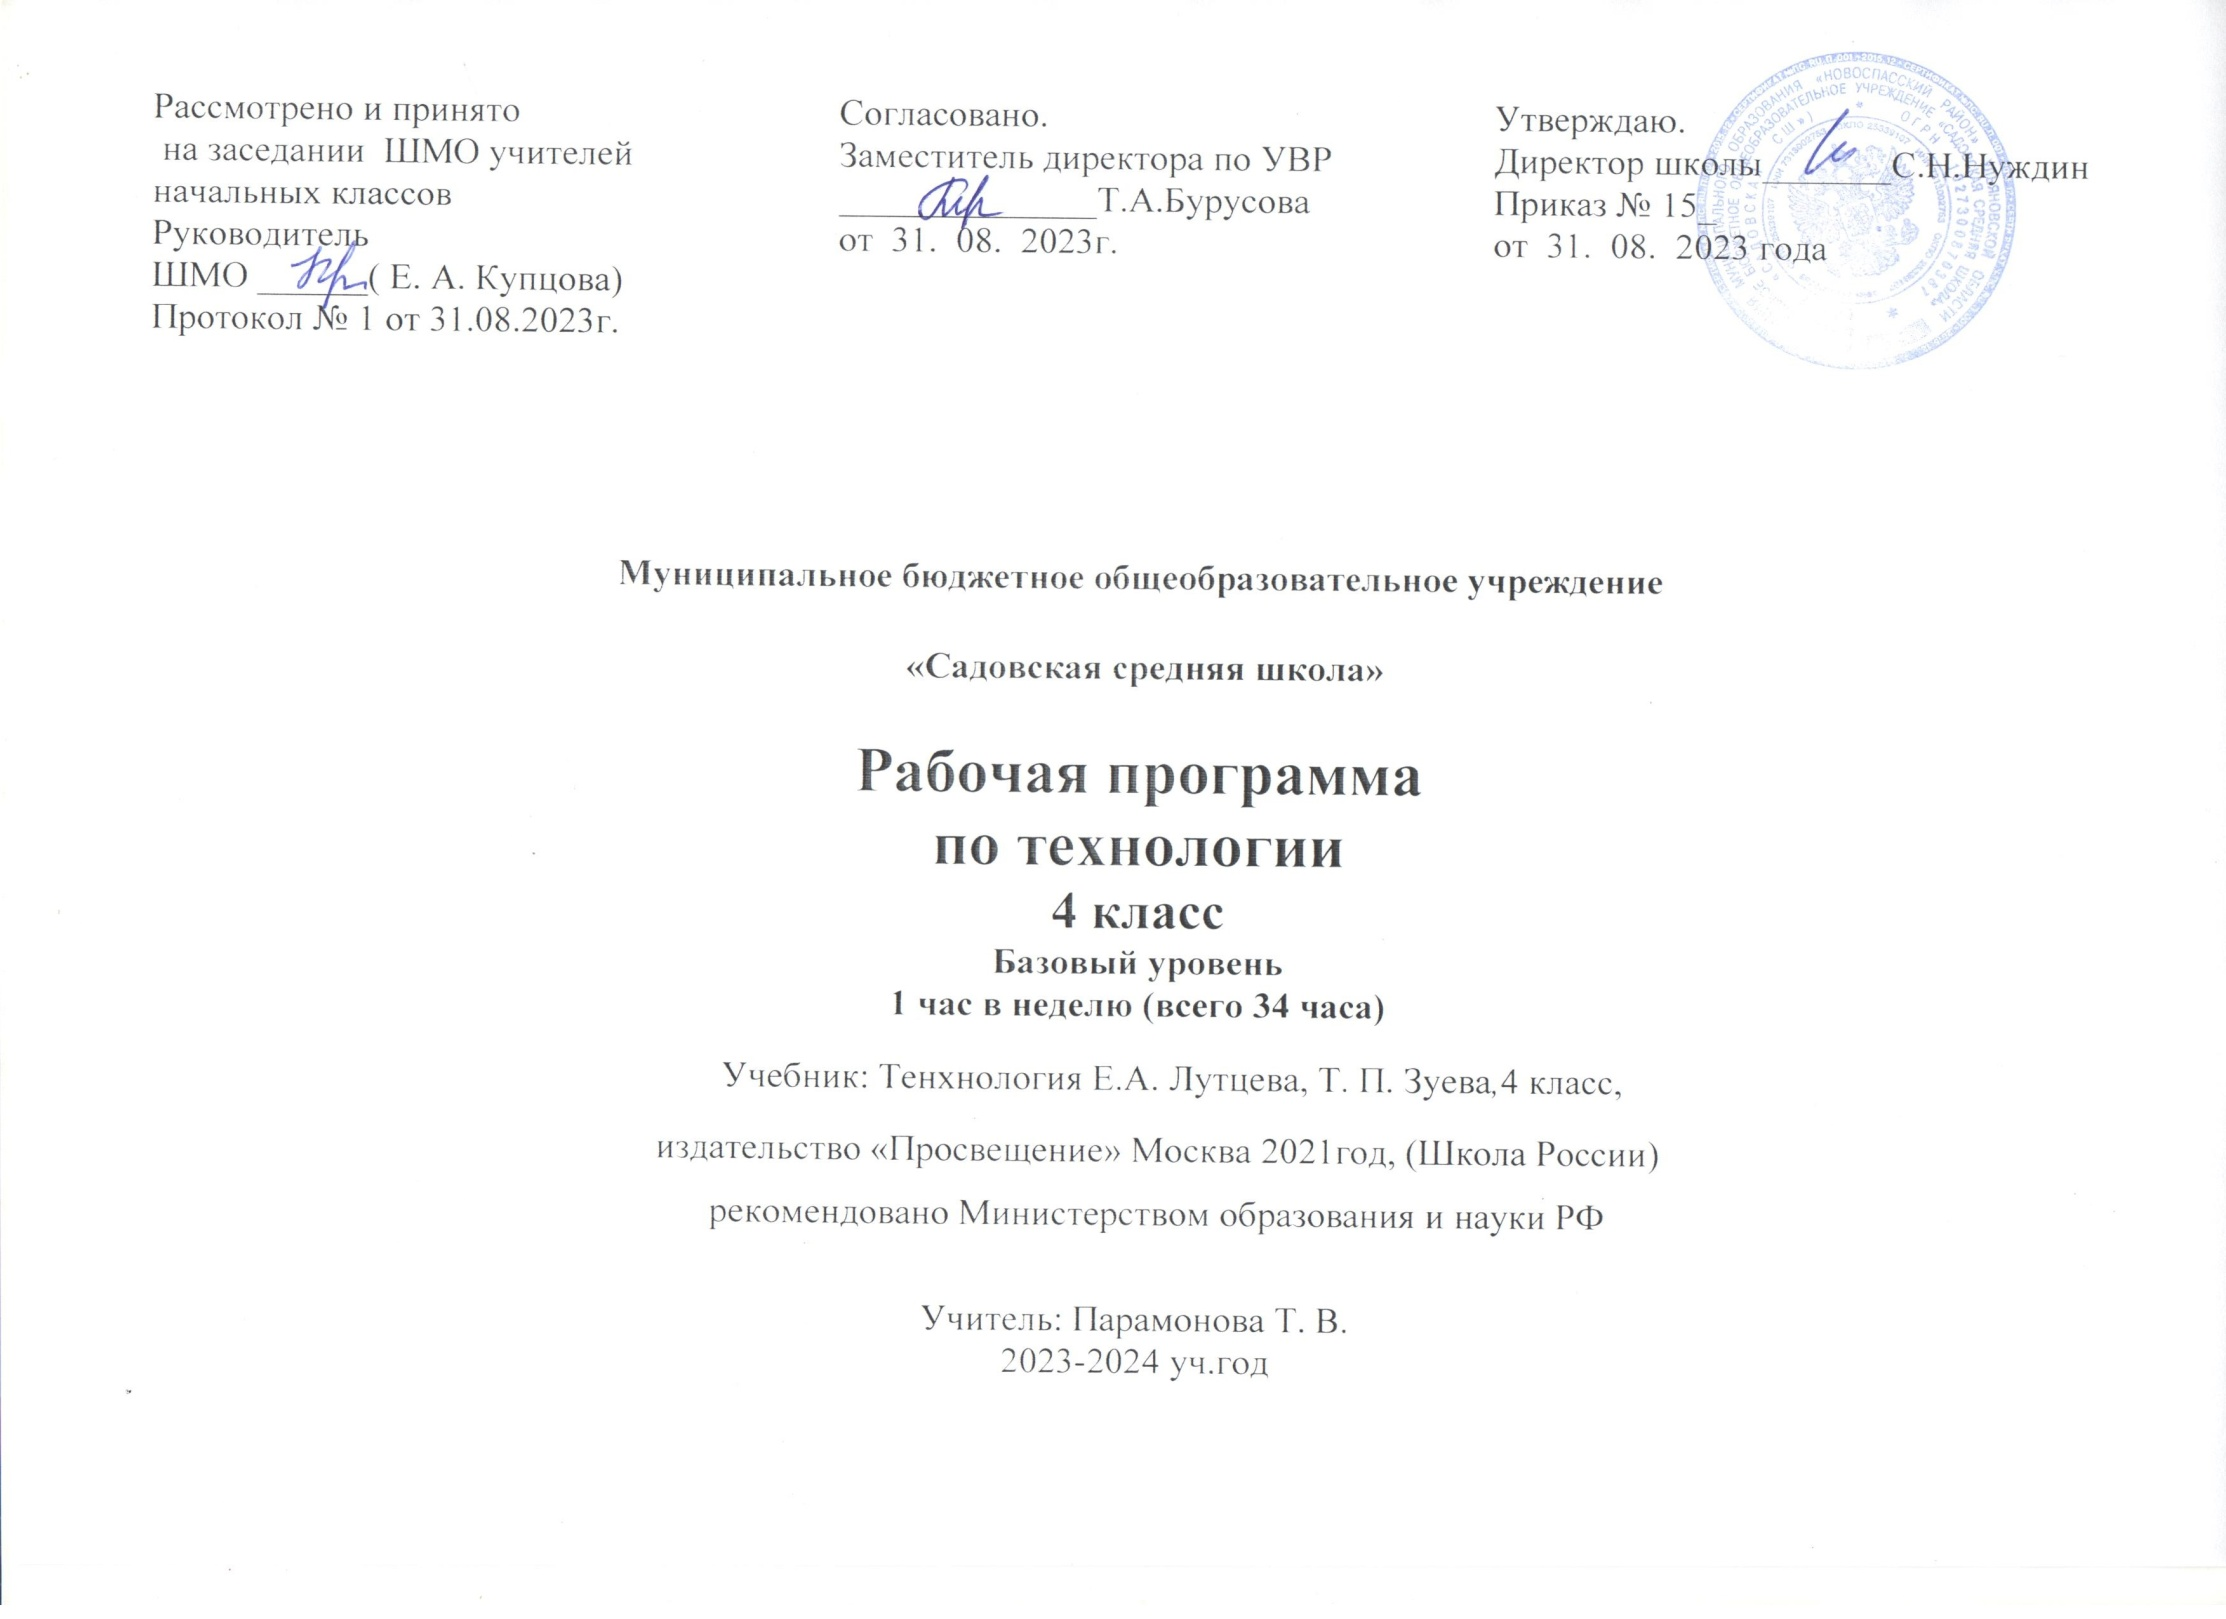 Рассмотрено и принято
на заседании ШМО учителей
начальных классов
Руководитель
ШМО ______( Е. А. Купцова)
Протокол № 1 от 31.08.2023г.
Согласовано.
Заместитель директора по УВР
______________Т.А.Бурусова
от 31. 08. 2023г.
Утверждаю.
Директор школы_______С.Н.Нуждин
Приказ № 15_
от 31. 08. 2023 года
Муниципальное бюджетное общеобразовательное учреждение
«Садовская средняя школа»
Рабочая программа
по технологии
4 класс
Базовый уровень
1 час в неделю (всего 34 часа)
Учебник: Тенхнология Е.А. Лутцева, Т. П. Зуева,4 класс,
издательство «Просвещение» Москва 2021год, (Школа России)
рекомендовано Министерством образования и науки РФ
Учитель: Парамонова Т. В.
2023-2024 уч.год